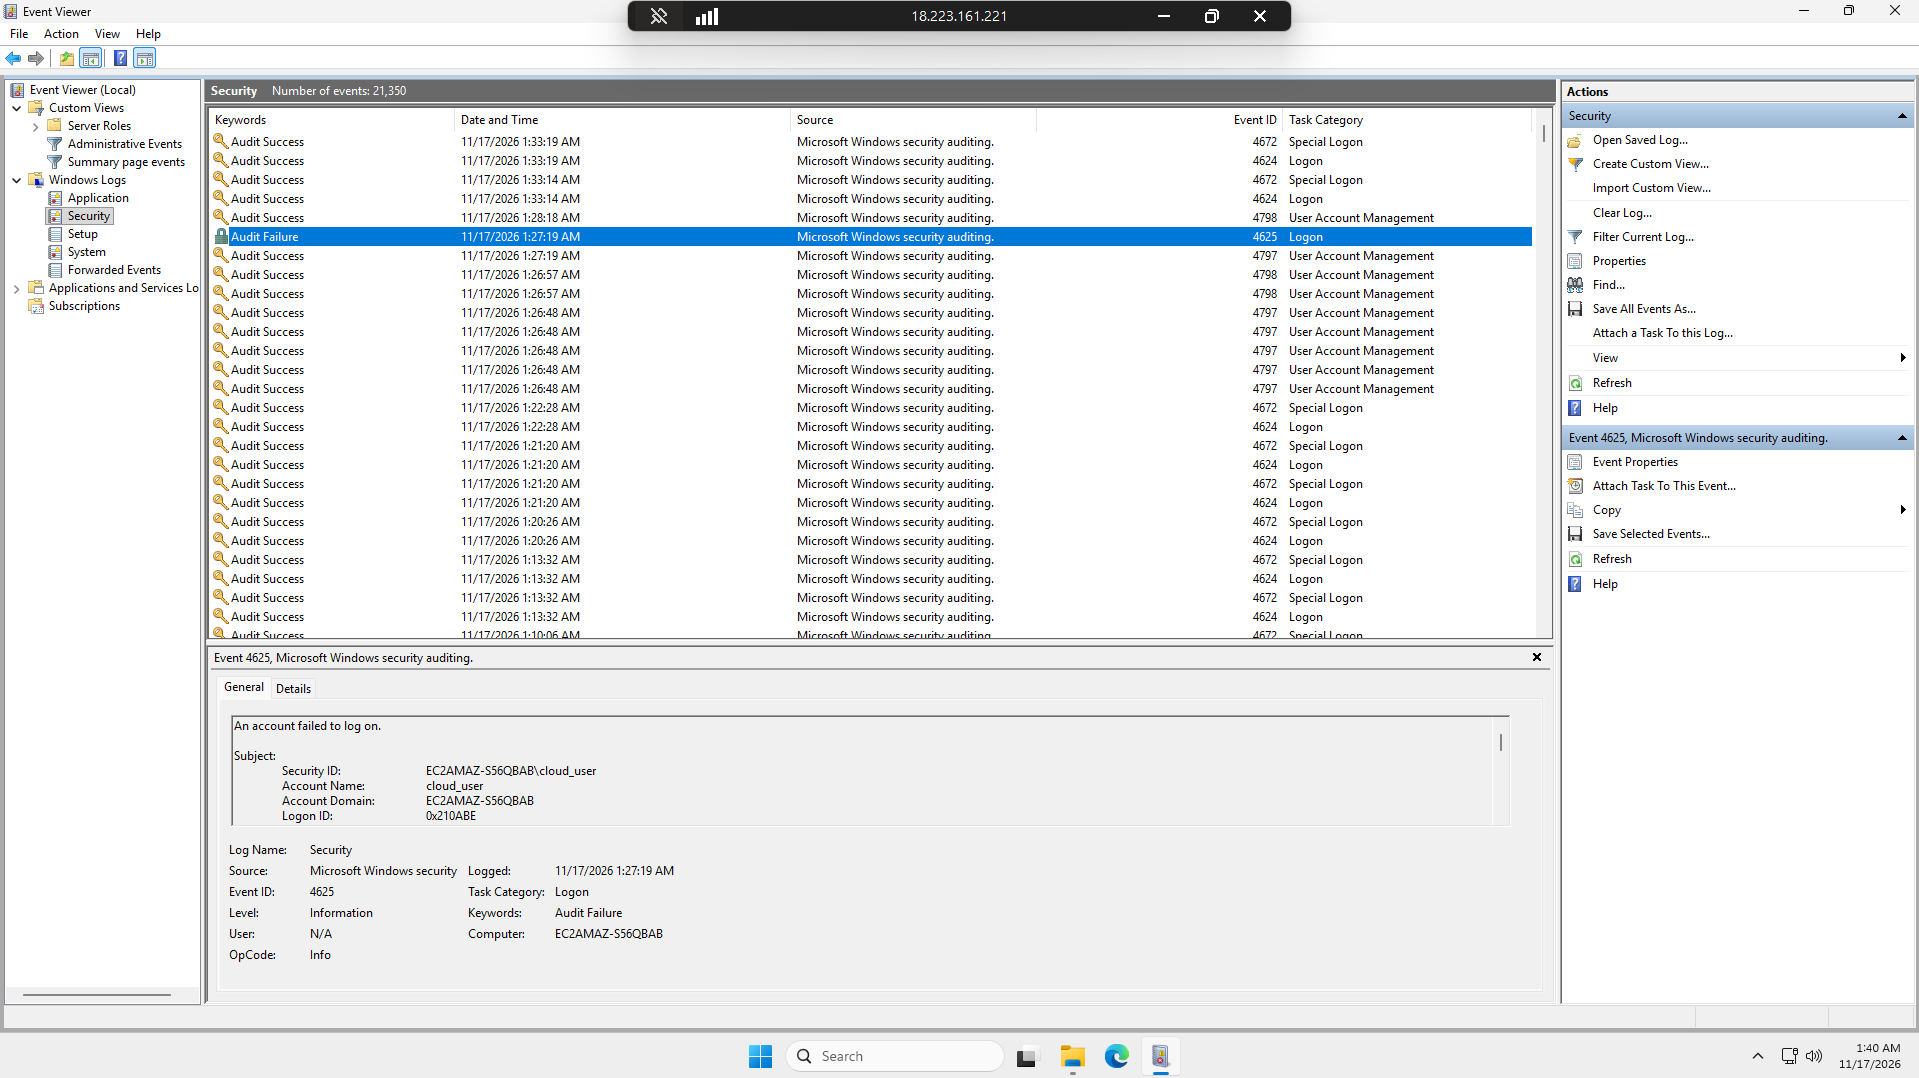 Event Viewer
18.223.161.221
File Action View Help
Event Viewer (Local)
Custom Views
Server Roles
Administrative Events
Summary page events
Windows Logs
Application
Security
Setup
System
Forwarded Events
Applications and Services Lo
Subscriptions
Security Number of events: 21,350
Keywords Date and Time Source Event ID Task Category
Audit Success 11/17/2026 1:33:19 AM Microsoft Windows security auditing. 4672 Special Logon
Audit Success 11/17/2026 1:33:19 AM Microsoft Windows security auditing. 4624 Logon
Audit Success 11/17/2026 1:33:14 AM Microsoft Windows security auditing. 4672 Special Logon
Audit Success 11/17/2026 1:33:14 AM Microsoft Windows security auditing. 4624 Logon
Audit Success 11/17/2026 1:28:18 AM Microsoft Windows security auditing. 4798 User Account Management
Audit Failure 11/17/2026 1:27:19 AM Microsoft Windows security auditing. 4625 Logon
Audit Success 11/17/2026 1:27:19 AM Microsoft Windows security auditing. 4797 User Account Management
Audit Success 11/17/2026 1:26:57 AM Microsoft Windows security auditing. 4798 User Account Management
Audit Success 11/17/2026 1:26:57 AM Microsoft Windows security auditing. 4798 User Account Management
Audit Success 11/17/2026 1:26:48 AM Microsoft Windows security auditing. 4797 User Account Management
Audit Success 11/17/2026 1:26:48 AM Microsoft Windows security auditing. 4797 User Account Management
Audit Success 11/17/2026 1:26:48 AM Microsoft Windows security auditing. 4797 User Account Management
Audit Success 11/17/2026 1:26:48 AM Microsoft Windows security auditing. 4797 User Account Management
Audit Success 11/17/2026 1:26:48 AM Microsoft Windows security auditing. 4797 User Account Management
Audit Success 11/17/2026 1:22:28 AM Microsoft Windows security auditing. 4672 Special Logon
Audit Success 11/17/2026 1:22:28 AM Microsoft Windows security auditing. 4624 Logon
Audit Success 11/17/2026 1:21:20 AM Microsoft Windows security auditing. 4672 Special Logon
Audit Success 11/17/2026 1:21:20 AM Microsoft Windows security auditing. 4624 Logon
Audit Success 11/17/2026 1:21:20 AM Microsoft Windows security auditing. 4672 Special Logon
Audit Success 11/17/2026 1:21:20 AM Microsoft Windows security auditing. 4624 Logon
Audit Success 11/17/2026 1:20:26 AM Microsoft Windows security auditing. 4672 Special Logon
Audit Success 11/17/2026 1:20:26 AM Microsoft Windows security auditing. 4624 Logon
Audit Success 11/17/2026 1:13:32 AM Microsoft Windows security auditing. 4672 Special Logon
Audit Success 11/17/2026 1:13:32 AM Microsoft Windows security auditing. 4624 Logon
Audit Success 11/17/2026 1:13:32 AM Microsoft Windows security auditing. 4672 Special Logon
Audit Success 11/17/2026 1:13:32 AM Microsoft Windows security auditing. 4624 Logon
Audit Success 11/17/2026 1:10:06 AM Microsoft Windows security auditing. 4672 Special Logon
Event 4625, Microsoft Windows security auditing.
General Details
An account failed to log on.
Subject:
Security ID: EC2AMAZ-S56QBAB\cloud_user
Account Name: cloud_user
Account Domain: EC2AMAZ-S56QBAB
Logon ID: 0x210ABE
Log Name: Security
Source: Microsoft Windows security Logged: 11/17/2026 1:27:19 AM
Event ID: 4625 Task Category: Logon
Level: Information Keywords: Audit Failure
User: N/A Computer: EC2AMAZ-S56QBAB
OpCode: Info
Actions
Security
Open Saved Log...
Create Custom View...
Import Custom View...
Clear Log...
Filter Current Log...
Properties
Find...
Save All Events As...
Attach a Task To this Log...
View
Refresh
Help
Event 4625, Microsoft Windows security auditing.
Event Properties
Attach Task To This Event...
Copy
Save Selected Events...
Refresh
Help
Search
1:40 AM
11/17/2026